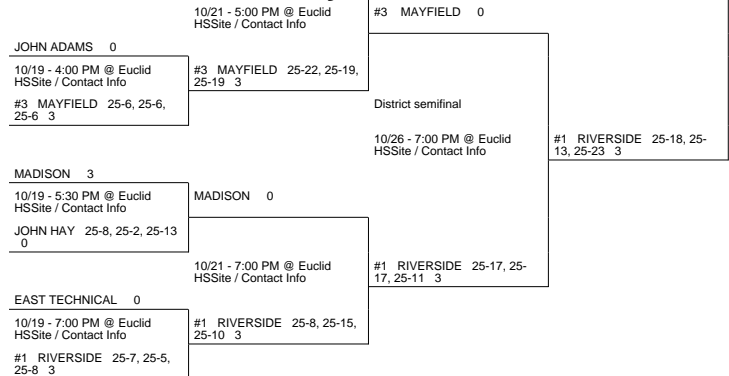 10/21 - 5:00 PM @ Euclid
HSSite / Contact Info
#3 MAYFIELD 0
JOHN ADAMS 0
10/19 - 4:00 PM @ Euclid
HSSite / Contact Info
#3 MAYFIELD 25-22, 25-19,
25-19 3
#3 MAYFIELD 25-6, 25-6,
25-6 3
District semifinal
10/26 - 7:00 PM @ Euclid
HSSite / Contact Info
#1 RIVERSIDE 25-18, 25-
13, 25-23 3
MADISON 3
10/19 - 5:30 PM @ Euclid
HSSite / Contact Info
MADISON 0
JOHN HAY 25-8, 25-2, 25-13
0
10/21 - 7:00 PM @ Euclid
HSSite / Contact Info
#1 RIVERSIDE 25-17, 25-
17, 25-11 3
EAST TECHNICAL 0
10/19 - 7:00 PM @ Euclid
HSSite / Contact Info
#1 RIVERSIDE 25-8, 25-15,
25-10 3
#1 RIVERSIDE 25-7, 25-5,
25-8 3